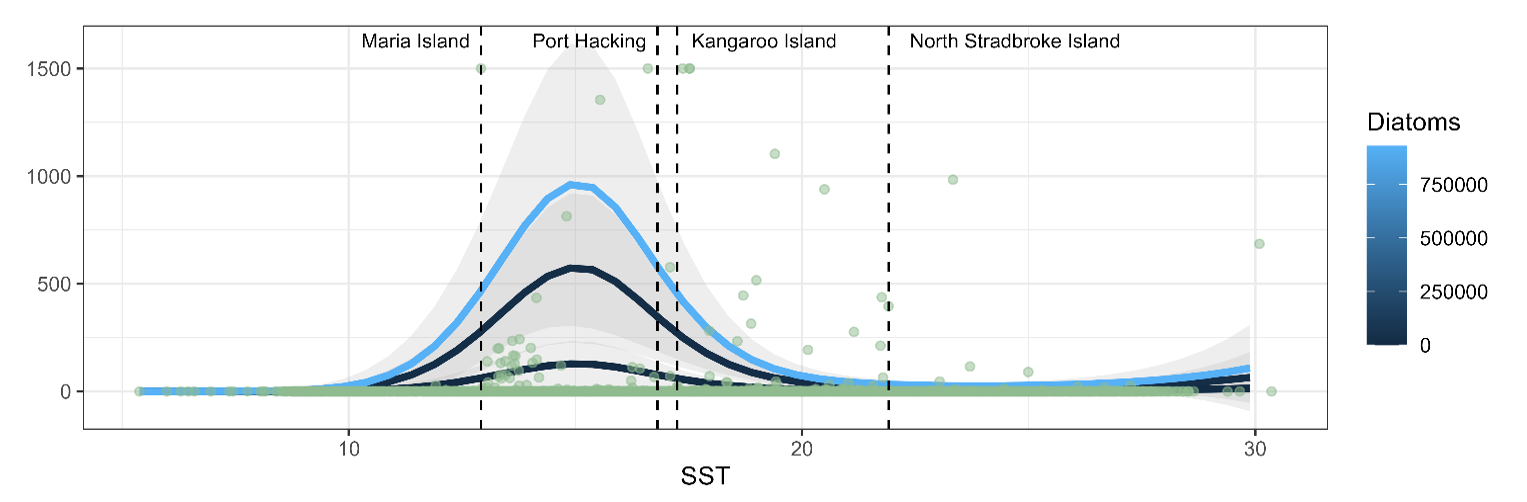 Maria Island Port Hacking Kangaroo Island North Stradbroke Island
1500
1000
500
0
10 20 30
SST
Diatoms
750000
500000
250000
0